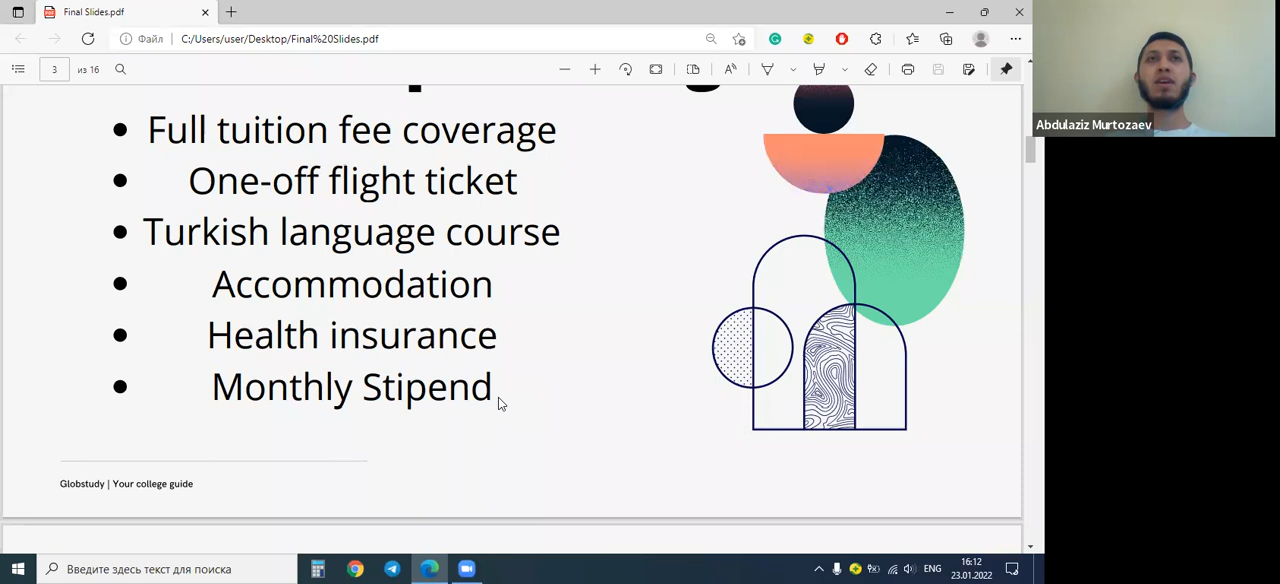 Final Slides.pdf
Файл
C:/Users/user/Desktop/Final%20Slides.pdf
3
из 16
Full tuition fee coverage
One-off flight ticket
Turkish language course
Accommodation
Health insurance
Monthly Stipend
Globstudy | Your college guide
Abdulaziz Murtozaev
Введите здесь текст для поиска
ENG
16:12
23.01.2022